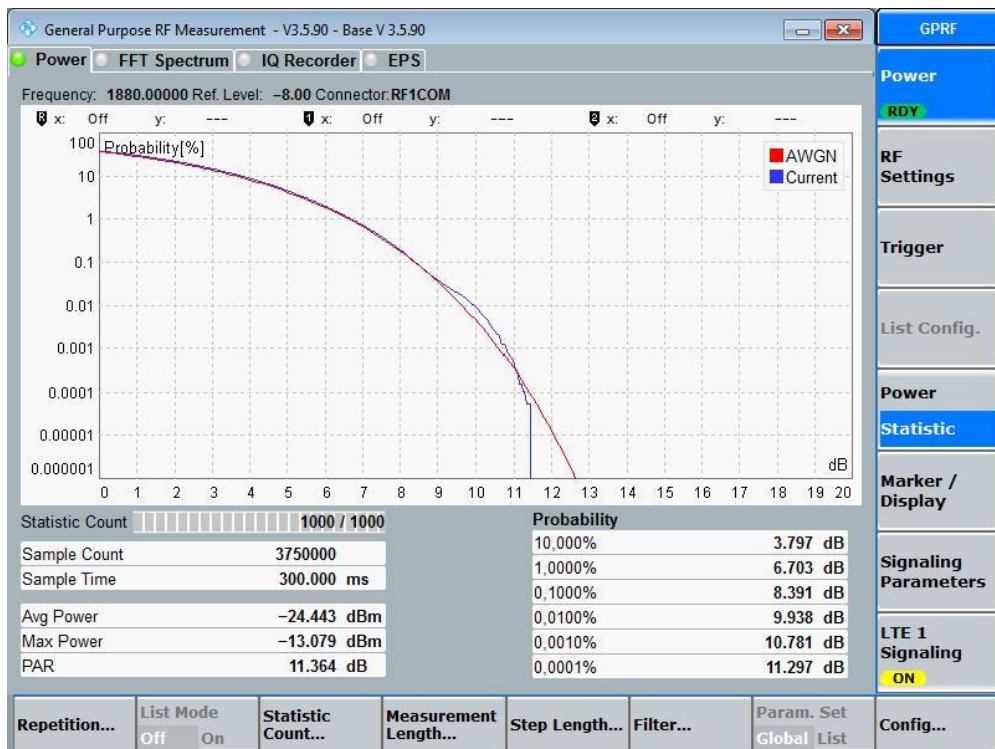 General Purpose RF Measurement - V3.5.90 - Base V 3.5.90
GPRF
Power FFT Spectrum IQ Recorder EPS
Frequency: 1880.00000 Ref. Level: −8.00 Connector:RF1COM
R x: Off y: --- 1 x: Off y: --- 2 x: Off y: ---
Probability[%]
AWGN
Current
100
10
1
0.1
0.01
0.001
0.0001
0.00001
0.000001
dB
0 1 2 3 4 5 6 7 8 9 10 11 12 13 14 15 16 17 18 19 20
Statistic Count 1000 / 1000
Sample Count 3750000
Sample Time 300.000 ms
Avg Power −24.443 dBm
Max Power −13.079 dBm
PAR 11.364 dB
Probability
10,000% 3.797 dB
1,0000% 6.703 dB
0,1000% 8.391 dB
0,0100% 9.938 dB
0,0010% 10.781 dB
0,0001% 11.297 dB
Power
RDY
RF
Settings
Trigger
List Config.
Power
Statistic
Marker /
Display
Signaling
Parameters
LTE 1
Signaling
ON
Repetition...
List Mode
Off On
Statistic
Count...
Measurement
Length...
Step Length...
Filter...
Param. Set
Global List
Config...